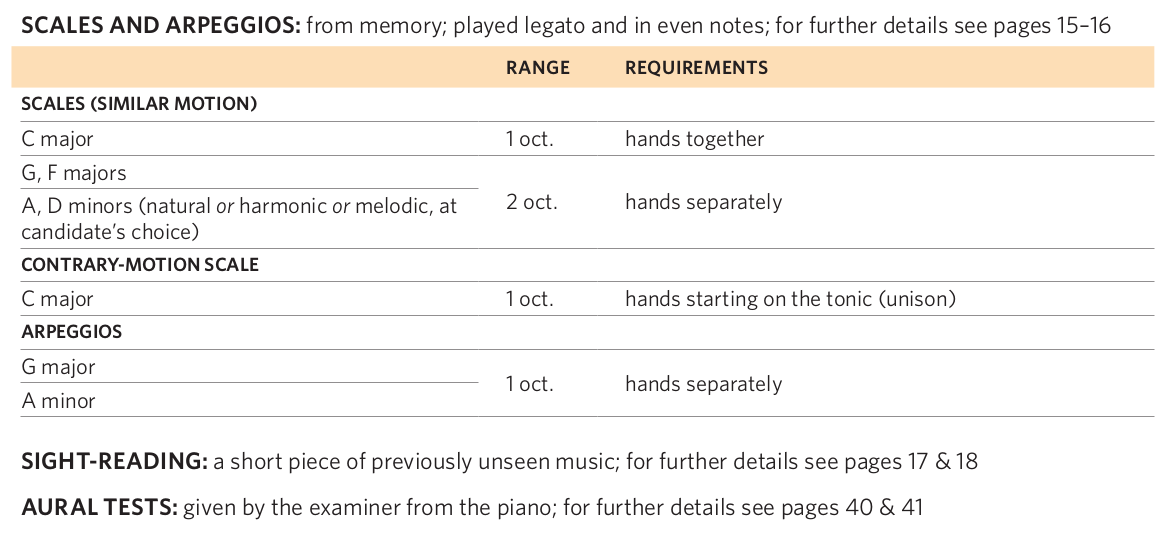 SCALES AND ARPEGGIOS: from memory; played legato and in even notes; for further details see pages 15–16
RANGE REQUIREMENTS
SCALES (SIMILAR MOTION)
C major 1 oct. hands together
G, F majors
2 oct. hands separately
A, D minors (natural or harmonic or melodic, at
candidate’s choice)
CONTRARY-MOTION SCALE
C major 1 oct. hands starting on the tonic (unison)
ARPEGGIOS
G major
1 oct. hands separately
A minor
SIGHT-READING: a short piece of previously unseen music; for further details see pages 17 & 18
AURAL TESTS: given by the examiner from the piano; for further details see pages 40 & 41